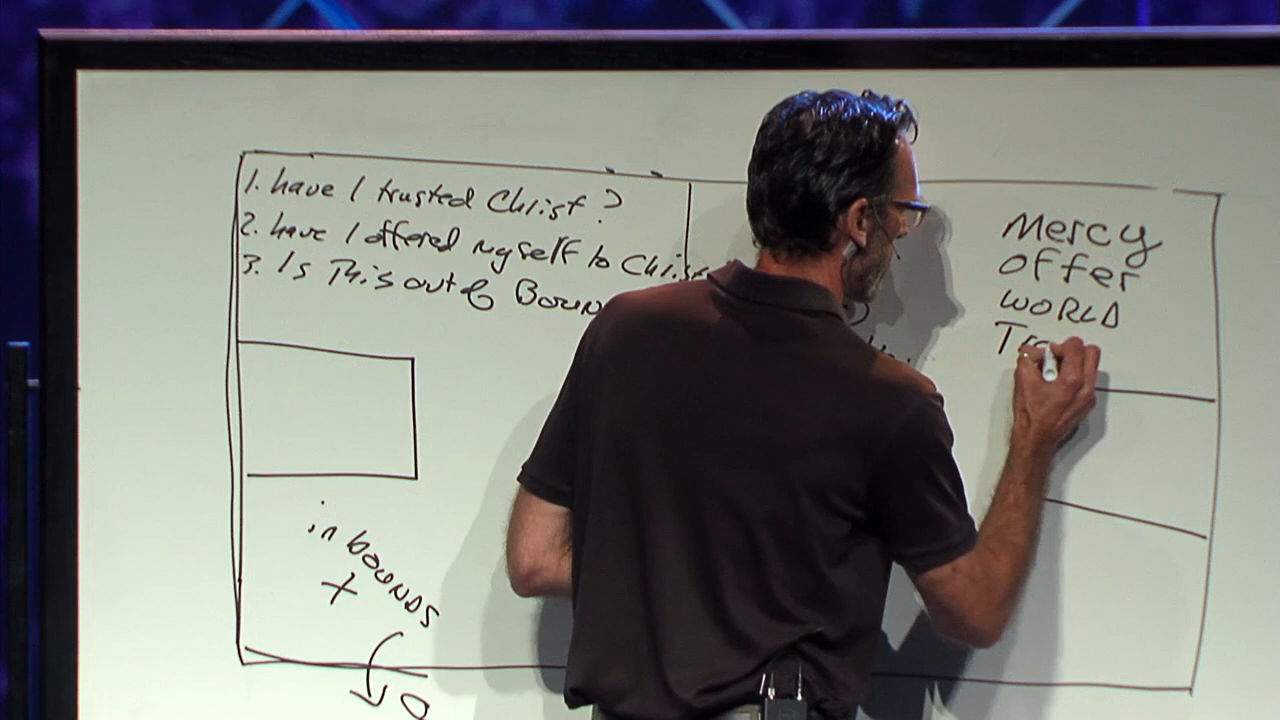 1. have I trusted Christ?
2. have I offered myself to Christ
3. Is This out of
Mercy
Offer
WORLD
in bounds